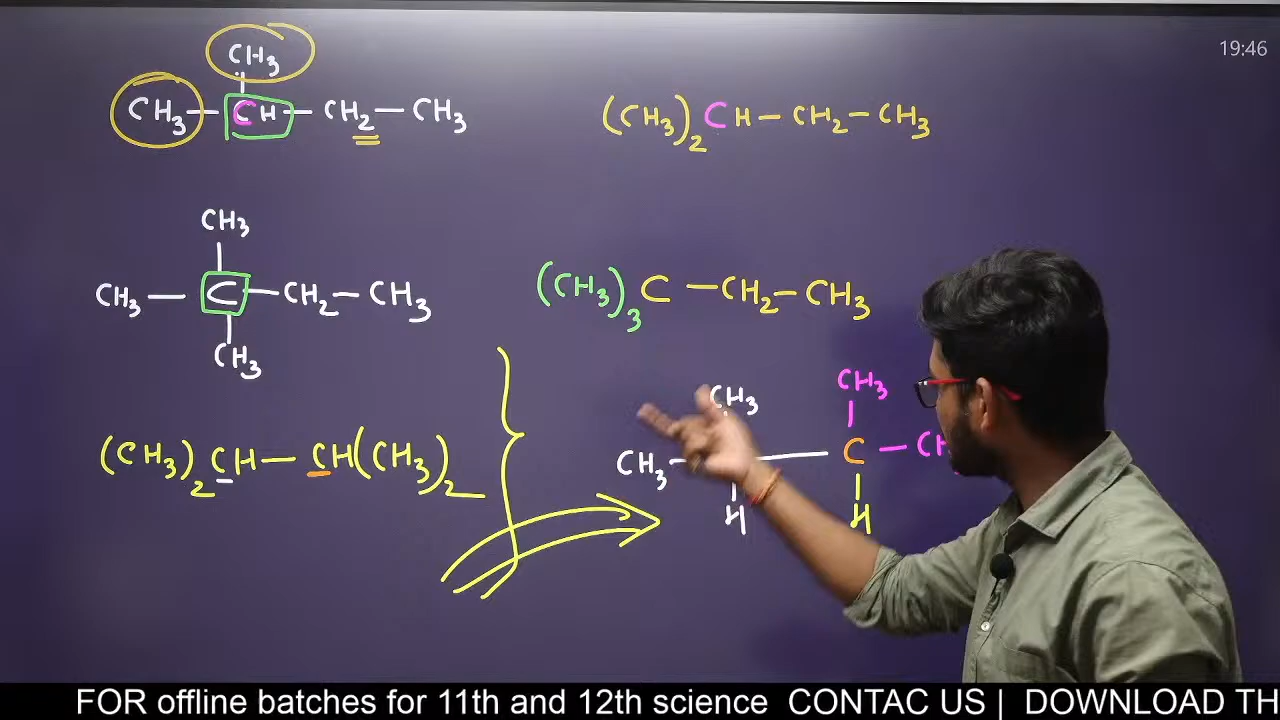 19:46
CH3
CH3 — CH — CH2 — CH3
(CH3)2 CH — CH2 — CH3
CH3
CH3 — C — CH2 — CH3
CH3
(CH3)3 C — CH2 — CH3
(CH3)2 CH — CH(CH3)2
CH3 CH3
CH3 — C — CH
H H
FOR offline batches for 11th and 12th science CONTAC US | DOWNLOAD TH